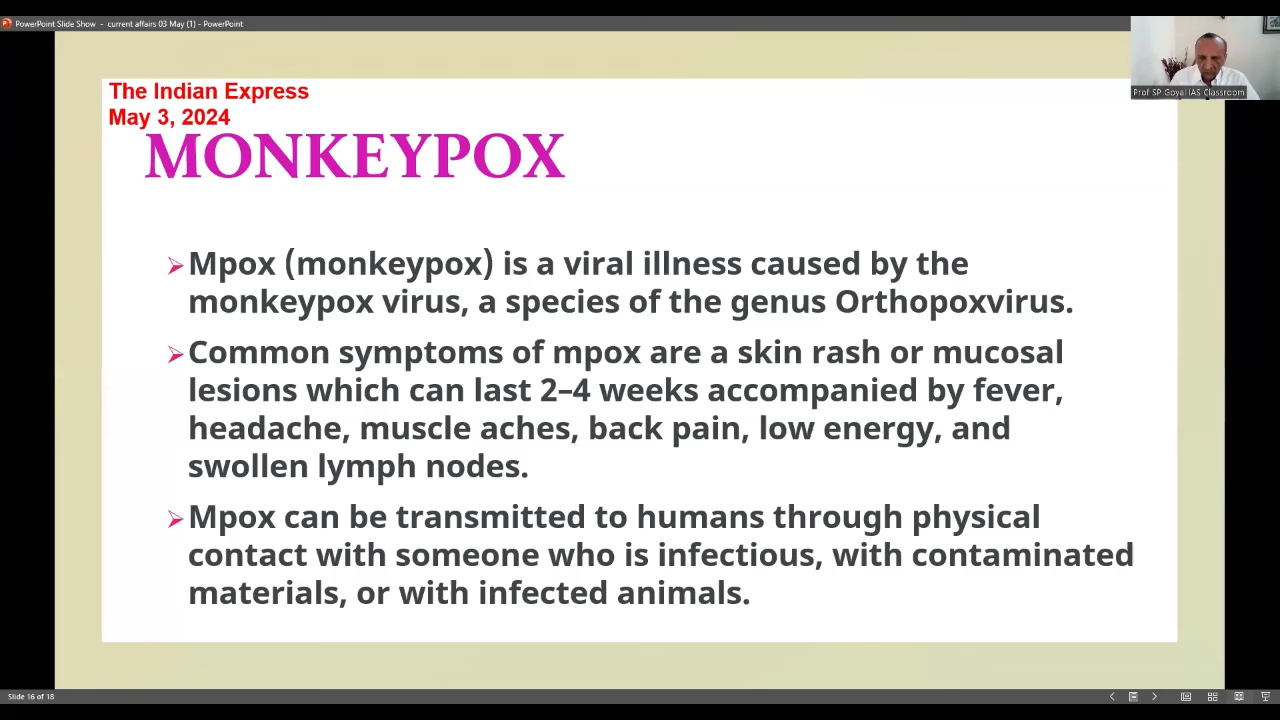 PowerPoint Slide Show - current affairs 03 May (1) - PowerPoint
Prof SP Goyal IAS Classroom
The Indian Express
May 3, 2024
MONKEYPOX
Mpox (monkeypox) is a viral illness caused by the
monkeypox virus, a species of the genus Orthopoxvirus.
Common symptoms of mpox are a skin rash or mucosal
lesions which can last 2–4 weeks accompanied by fever,
headache, muscle aches, back pain, low energy, and
swollen lymph nodes.
Mpox can be transmitted to humans through physical
contact with someone who is infectious, with contaminated
materials, or with infected animals.
Slide 16 of 18